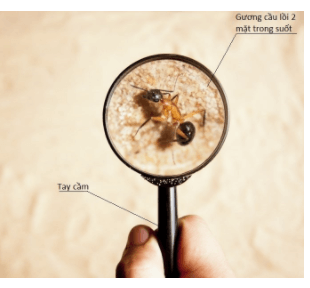 Gương cầu lồi 2
mặt trong suốt
Tay cầm